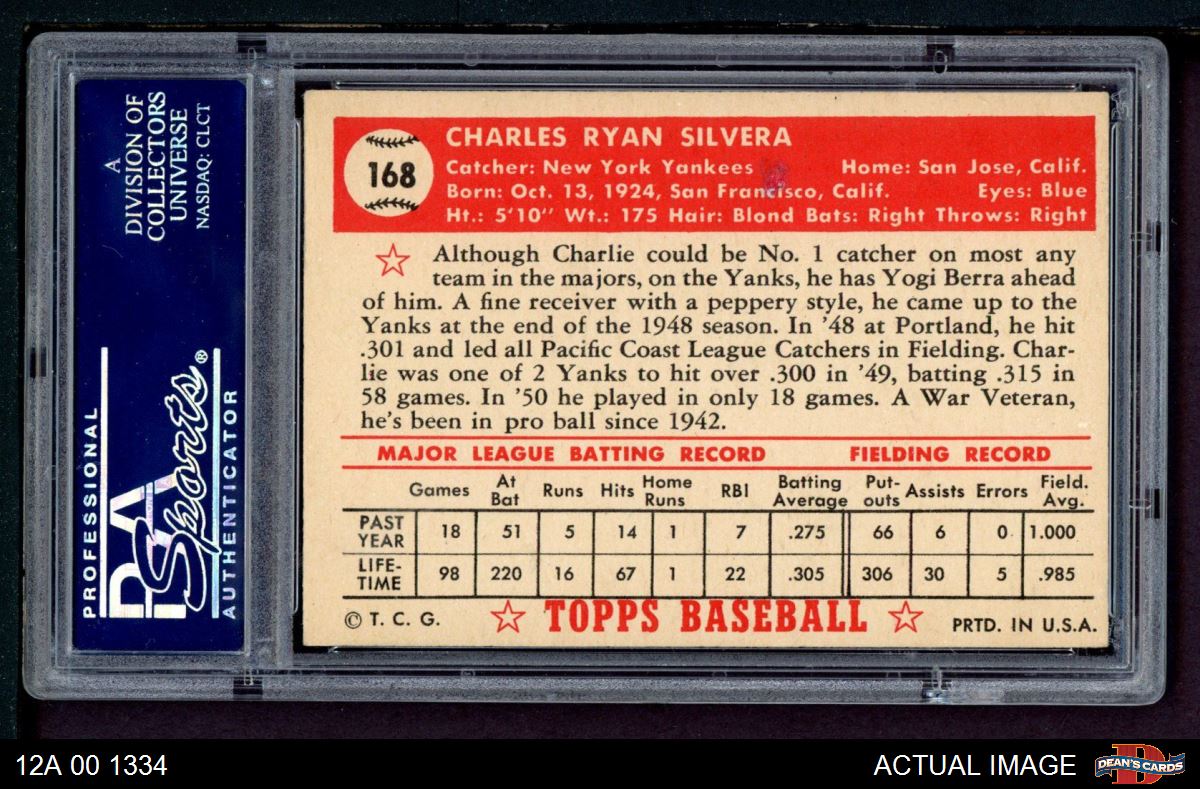 A
DIVISION OF
COLLECTORS
UNIVERSE
NASDAQ: CLCT
PROFESSIONAL
PSA
Sports®
AUTHENTICATOR
168
CHARLES RYAN SILVERA
Catcher: New York Yankees Home: San Jose, Calif.
Born: Oct. 13, 1924, San Francisco, Calif. Eyes: Blue
Ht.: 5'10" Wt.: 175 Hair: Blond Bats: Right Throws: Right
Although Charlie could be No. 1 catcher on most any
team in the majors, on the Yanks, he has Yogi Berra ahead
of him. A fine receiver with a peppery style, he came up to the
Yanks at the end of the 1948 season. In '48 at Portland, he hit
.301 and led all Pacific Coast League Catchers in Fielding. Char-
lie was one of 2 Yanks to hit over .300 in '49, batting .315 in
58 games. In '50 he played in only 18 games. A War Veteran,
he's been in pro ball since 1942.
MAJOR LEAGUE BATTING RECORD FIELDING RECORD
Games At Bat Runs Hits Home Runs RBI Batting Average Put-outs Assists Errors Field. Avg.
PAST YEAR 18 51 5 14 1 7 .275 66 6 0 1.000
LIFE-TIME 98 220 16 67 1 22 .305 306 30 5 .985
© T. C. G. TOPPS BASEBALL PRTD. IN U.S.A.
12A 00 1334 ACTUAL IMAGE D DEAN'S CARDS